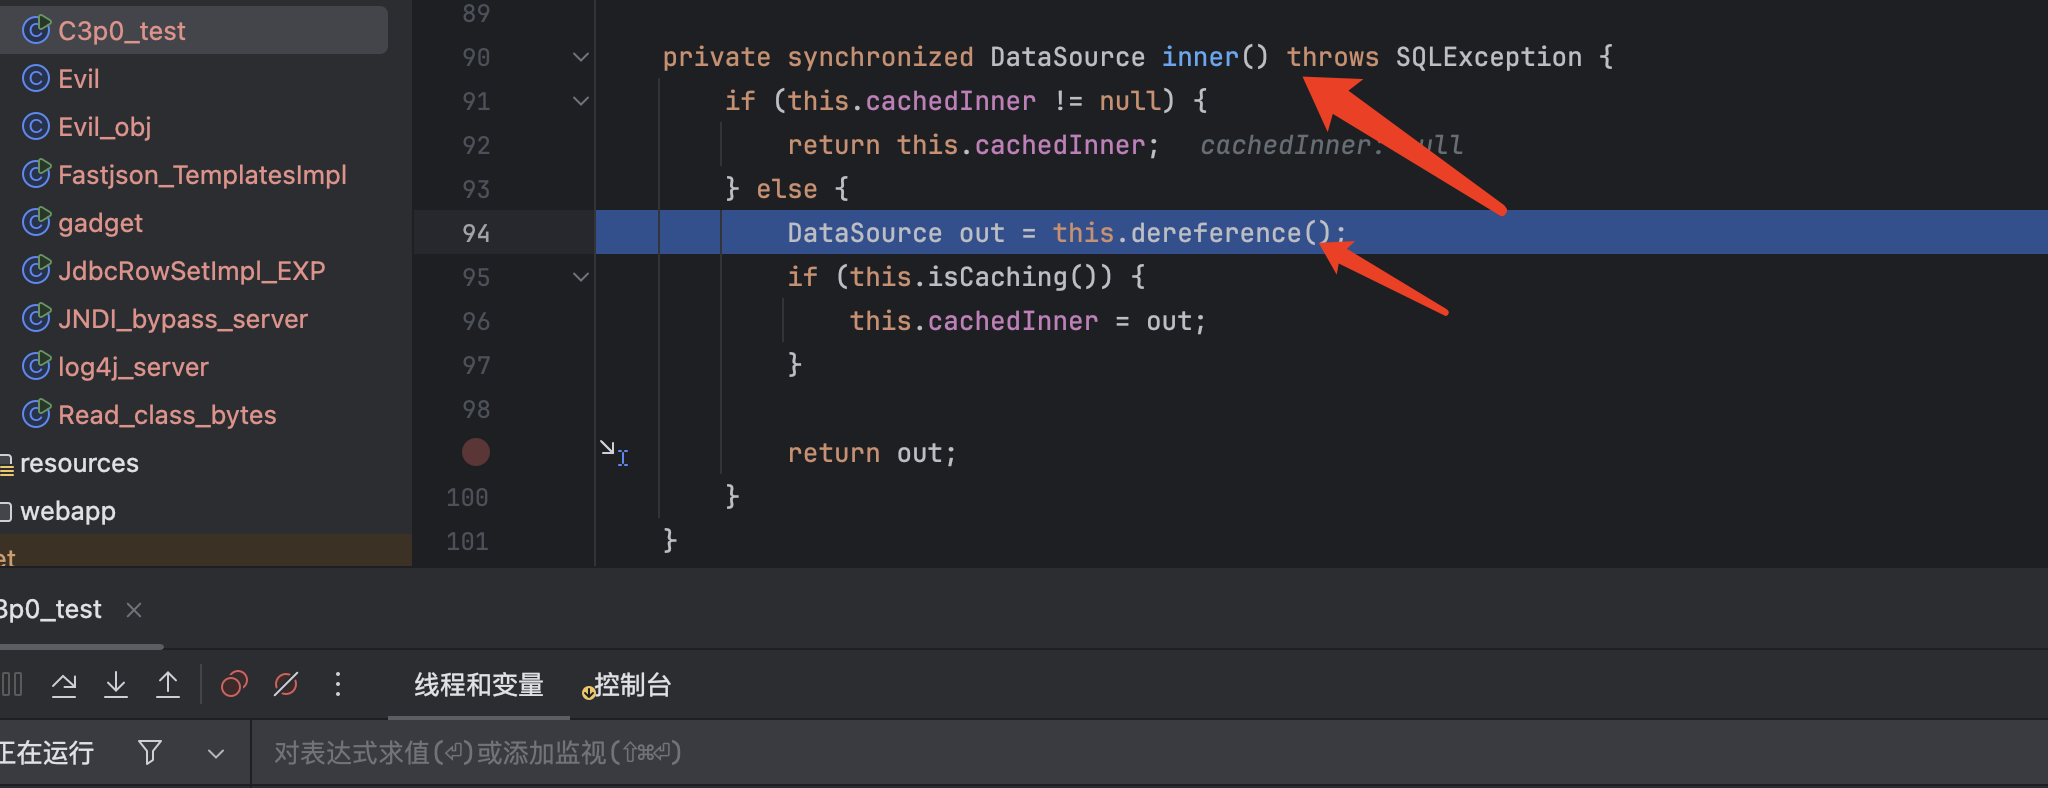 C3p0_test
Evil
Evil_obj
Fastjson_TemplatesImpl
gadget
JdbcRowSetImpl_EXP
JNDI_bypass_server
log4j_server
Read_class_bytes
resources
webapp
et
89
90 private synchronized DataSource inner() throws SQLException {
91 if (this.cachedInner != null) {
92 return this.cachedInner; cachedInner: null
93 } else {
94 DataSource out = this.dereference();
95 if (this.isCaching()) {
96 this.cachedInner = out;
97 }
98
return out;
100 }
101 }
3p0_test
线程和变量 控制台
正在运行 对表达式求值(⏎)或添加监视(⇧⌘⏎)